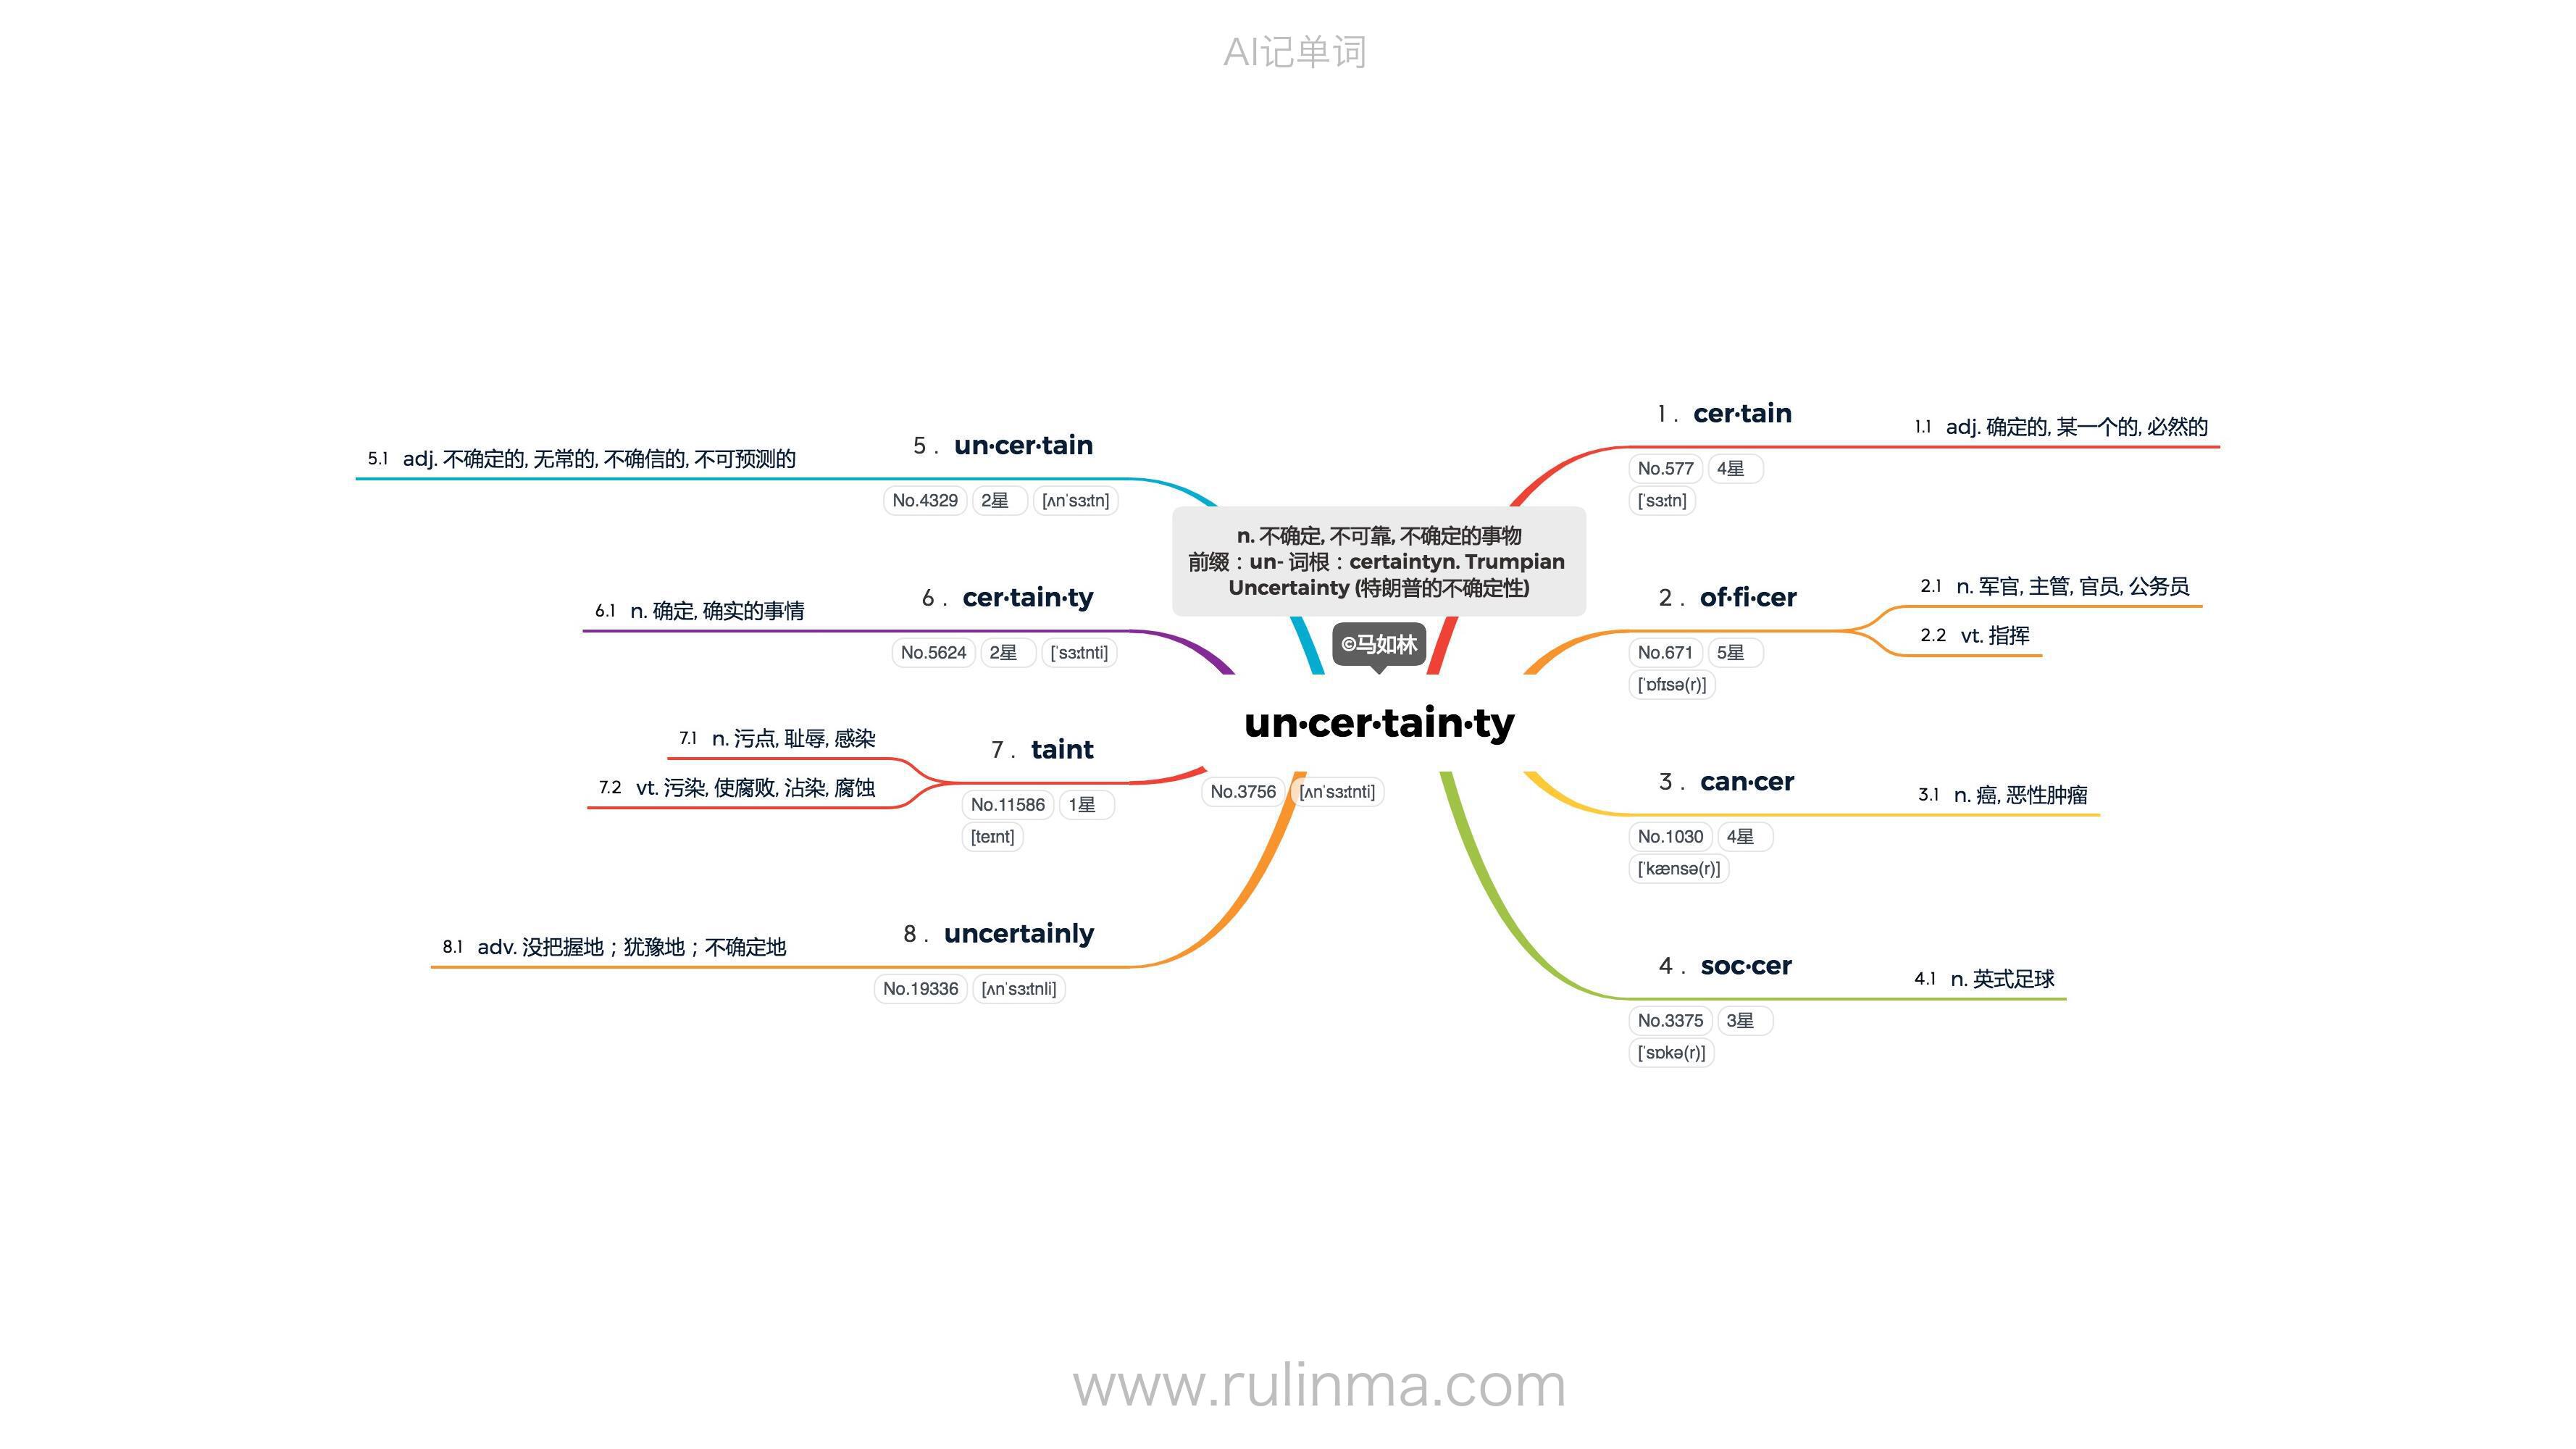 AI记单词
n. 不确定, 不可靠, 不确定的事物
前缀：un- 词根：certaintyn. Trumpian
Uncertainty (特朗普的不确定性)
©马如林
un·cer·tain·ty
No.3756 [ʌnˈsɜːtnti]
1 . cer·tain
No.577 4星
[ˈsɜːtn]
1.1 adj. 确定的, 某一个的, 必然的
2 . of·fi·cer
No.671 5星
[ˈɒfɪsə(r)]
2.1 n. 军官, 主管, 官员, 公务员
2.2 vt. 指挥
3 . can·cer
No.1030 4星
[ˈkænsə(r)]
3.1 n. 癌, 恶性肿瘤
4 . soc·cer
No.3375 3星
[ˈsɒkə(r)]
4.1 n. 英式足球
5 . un·cer·tain
No.4329 2星 [ʌnˈsɜːtn]
5.1 adj. 不确定的, 无常的, 不确信的, 不可预测的
6 . cer·tain·ty
No.5624 2星 [ˈsɜːtnti]
6.1 n. 确定, 确实的事情
7 . taint
No.11586 1星
[teɪnt]
7.1 n. 污点, 耻辱, 感染
7.2 vt. 污染, 使腐败, 沾染, 腐蚀
8 . uncertainly
No.19336 [ʌnˈsɜːtnli]
8.1 adv. 没把握地；犹豫地；不确定地
www.rulinma.com